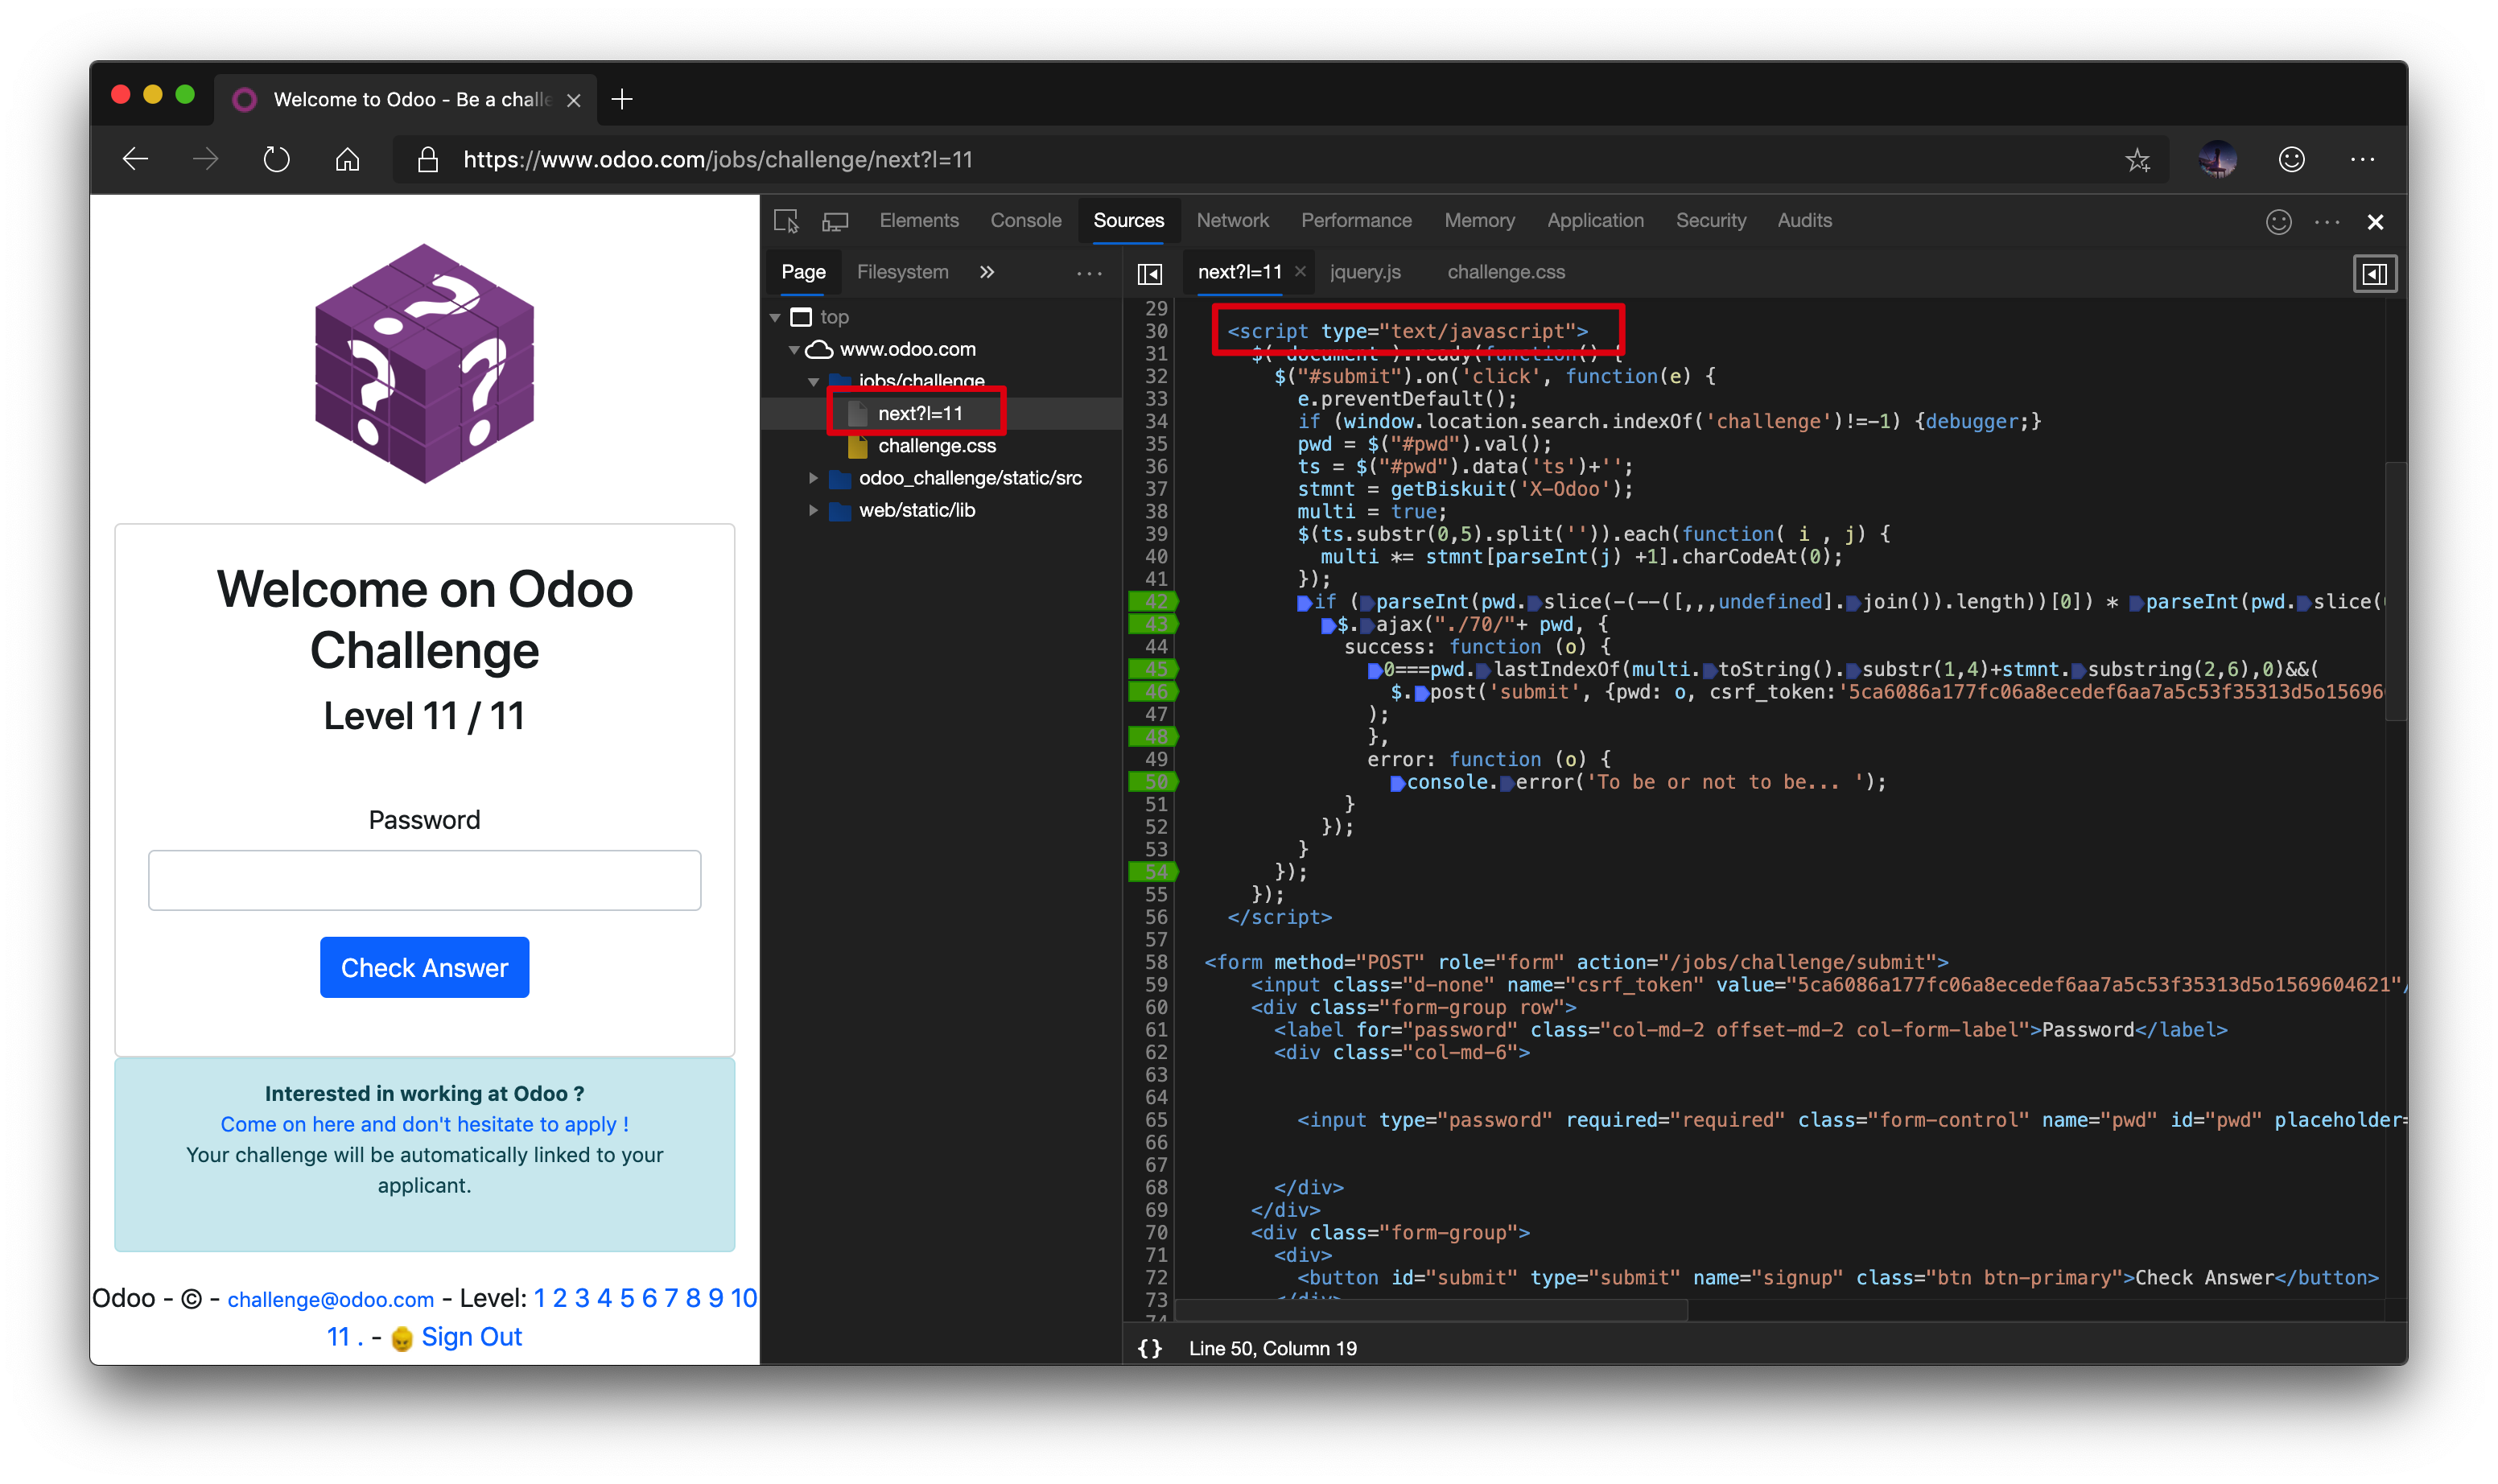 Welcome to Odoo - Be a challe
https://www.odoo.com/jobs/challenge/next?l=11
Welcome on Odoo
Challenge
Level 11 / 11
Password
Check Answer
Interested in working at Odoo ?
Come on here and don't hesitate to apply !
Your challenge will be automatically linked to your
applicant.
Odoo - © - challenge@odoo.com - Level: 1 2 3 4 5 6 7 8 9 10
11 . - Sign Out
Elements Console Sources Network Performance Memory Application Security Audits
Page Filesystem » ...
top
www.odoo.com
jobs/challenge
next?l=11
challenge.css
odoo_challenge/static/src
web/static/lib
next?l=11 × jquery.js challenge.css
29
30 <script type="text/javascript">
31 $( document ).ready(function() {
32 $("#submit").on('click', function(e) {
33 e.preventDefault();
34 if (window.location.search.indexOf('challenge')!=-1) {debugger;}
35 pwd = $("#pwd").val();
36 ts = $("#pwd").data('ts')+'';
37 stmnt = getBiskuit('X-Odoo');
38 multi = true;
39 $(ts.substr(0,5).split('')).each(function( i , j) {
40 multi *= stmnt[parseInt(j) +1].charCodeAt(0);
41 });
42 if (parseInt(pwd.slice(-(--([,,,undefined].join()).length))[0]) * parseInt(pwd.slice(
43 $.ajax("./70/"+ pwd, {
44 success: function (o) {
45 0===pwd.lastIndexOf(multi.toString().substr(1,4)+stmnt.substring(2,6),0)&&(
46 $.post('submit', {pwd: o, csrf_token:'5ca6086a177fc06a8ecedef6aa7a5c53f35313d5o15696
47 );
48 },
49 error: function (o) {
50 console.error('To be or not to be... ');
51 }
52 });
53 }
54 });
55 });
56 </script>
57
58 <form method="POST" role="form" action="/jobs/challenge/submit">
59 <input class="d-none" name="csrf_token" value="5ca6086a177fc06a8ecedef6aa7a5c53f35313d5o1569604621"/
60 <div class="form-group row">
61 <label for="password" class="col-md-2 offset-md-2 col-form-label">Password</label>
62 <div class="col-md-6">
63
64
65 <input type="password" required="required" class="form-control" name="pwd" id="pwd" placeholder=
66
67
68 </div>
69 </div>
70 <div class="form-group">
71 <div>
72 <button id="submit" type="submit" name="signup" class="btn btn-primary">Check Answer</button>
73 </div>
74
{} Line 50, Column 19